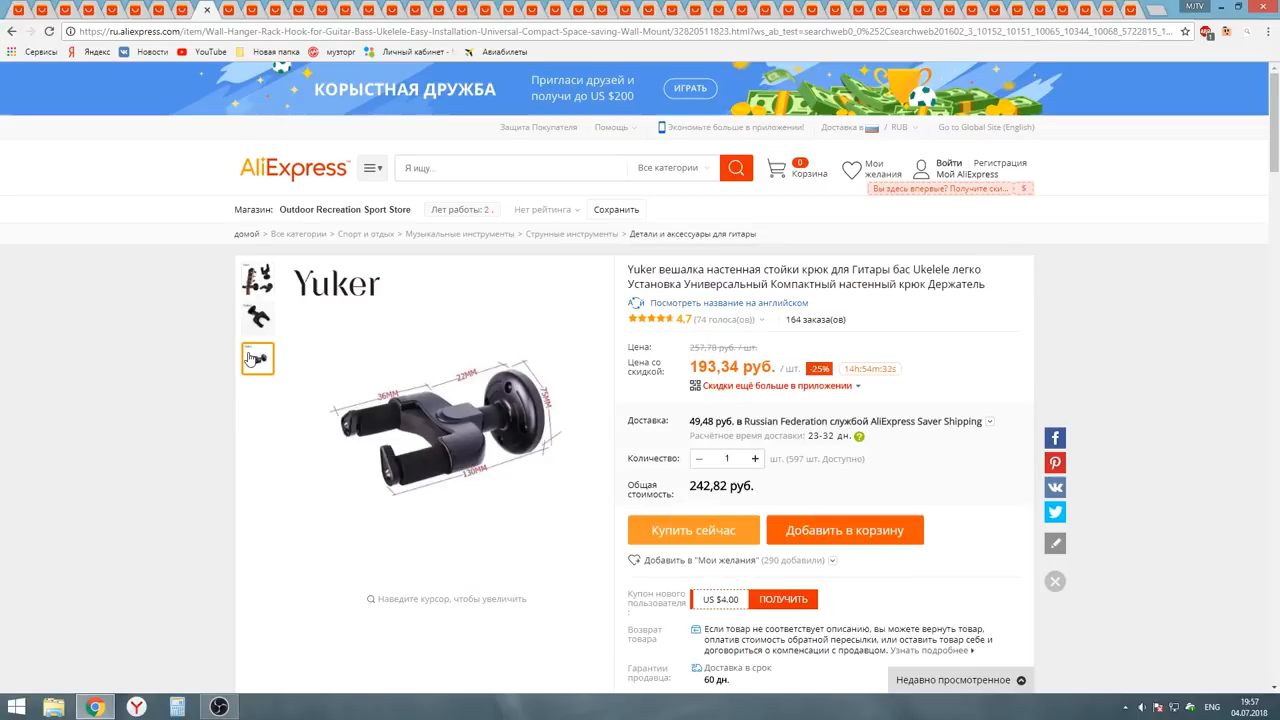 MJTV
https://ru.aliexpress.com/item/Wall-Hanger-Rack-Hook-for-Guitar-Bass-Ukelele-Easy-Installation-Universal-Compact-Space-saving-Wall-Mount/32820511823.html?ws_ab_test=searchweb0_0%252Csearchweb201602_3_10152_10151_10065_10344_10068_5722815_1...
Сервисы Яндекс Новости YouTube Новая папка музторг Личный кабинет - Авиабилеты
КОРЫСТНАЯ ДРУЖБА
Пригласи друзей и
получи до US $200
ИГРАТЬ
Защита Покупателя Помощь Экономьте больше в приложении! Доставка в / RUB Go to Global Site (English)
AliExpress
Я ищу...
Все категории
0
Корзина
Мои
желания
Войти Регистрация
Мой AliExpress
Вы здесь впервые? Получите ски... $
Магазин: Outdoor Recreation Sport Store Лет работы: 2 . Нет рейтинга Сохранить
домой > Все категории > Спорт и отдых > Музыкальные инструменты > Струнные инструменты > Детали и аксессуары для гитары
Yuker
36MM
22MM
75MM
130MM
Наведите курсор, чтобы увеличить
Yuker вешалка настенная стойки крюк для Гитары бас Ukelele легко
Установка Универсальный Компактный настенный крюк Держатель
Посмотреть название на английском
4.7 (74 голоса(ов)) 164 заказа(ов)
Цена: 257,78 руб. / шт.
Цена со
скидкой:
193,34 руб. / шт. -25% 14h:54m:33s
Скидки ещё больше в приложении
Доставка: 49,48 руб. в Russian Federation службой AliExpress Saver Shipping
Расчётное время доставки: 23-32 дн. ?
Количество: – 1 + шт. (597 шт. Доступно)
Общая
стоимость:
242,82 руб.
Купить сейчас Добавить в корзину
Добавить в "Мои желания" (290 добавили)
Купон нового
пользователя
:
US $4.00 ПОЛУЧИТЬ
Возврат
товара
Если товар не соответствует описанию, вы можете вернуть товар,
оплатив стоимость обратной пересылки, или оставить товар себе и
договориться о компенсации с продавцом. Узнать подробнее
Гарантии
продавца:
Доставка в срок
60 дн.
Недавно просмотренное
ENG
19:57
04.07.2018